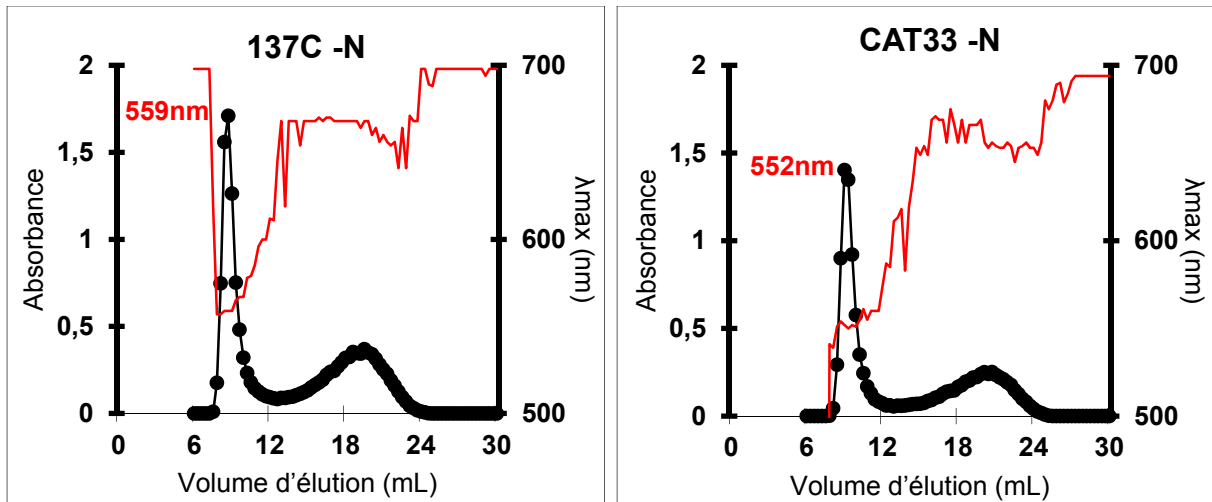 137C -N
2
1,5
1
0,5
0
Absorbance
559nm
700
600
500
λmax (nm)
0
6
12
18
24
30
Volume d'élution (mL)
CAT33 -N
2
1,5
1
0,5
0
Absorbance
552nm
700
600
500
λmax (nm)
0
6
12
18
24
30
Volume d'élution (mL)